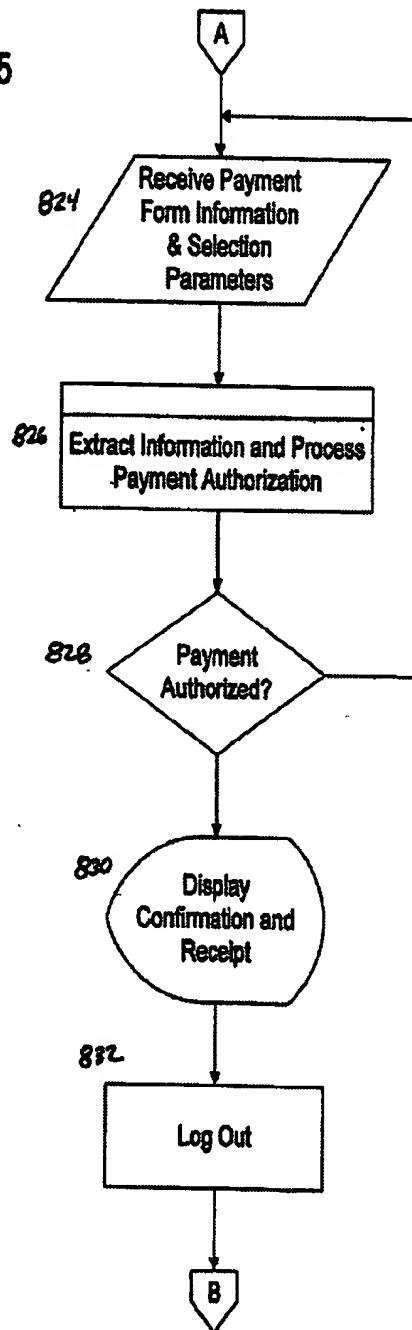 A
5
824
Receive Payment
Form Information
& Selection
Parameters
826
Extract Information and Process
Payment Authorization
828
Payment
Authorized?
830
Display
Confirmation and
Receipt
832
Log Out
B